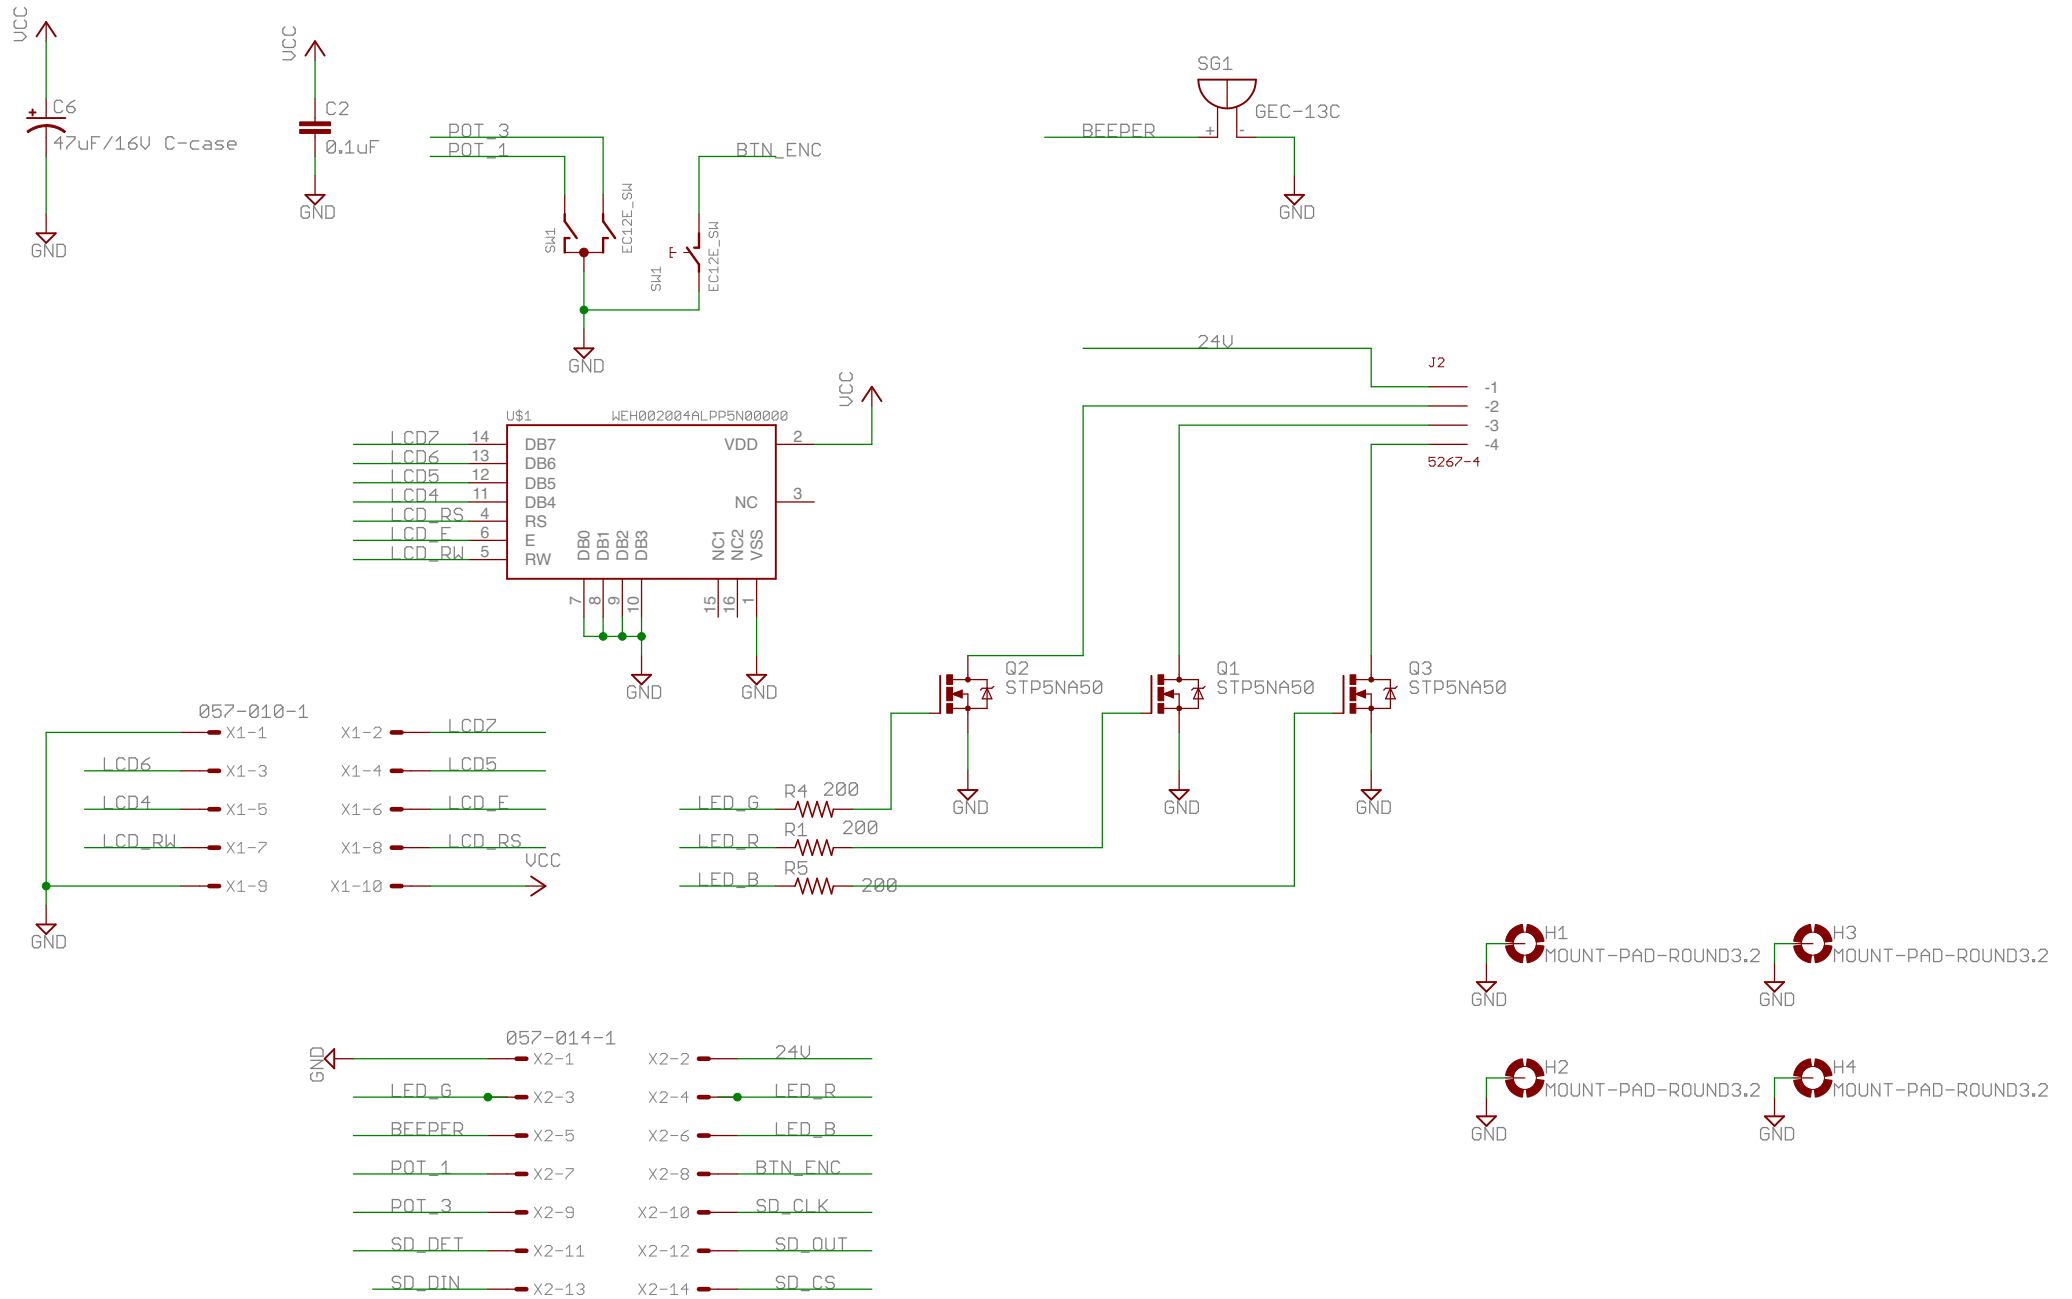 VCC
C6
47uF/16V C-case
GND
VCC
C2
0.1uF
GND
POT_3
POT_1
BTN_ENC
SW1
EC12E_SW
SW1
EC12E_SW
GND
SG1
GEC-13C
BEEPER
+
-
GND
24V
J2
-1
-2
-3
-4
5267-4
U$1
WEH002004ALPP5N00000
VCC
LCD7 14 DB7
LCD6 13 DB6
LCD5 12 DB5
LCD4 11 DB4
LCD_RS 4 RS
LCD_E 6 E
LCD_RW 5 RW
VDD 2
NC 3
DB0 DB1 DB2 DB3 NC1 NC2 VSS
7 8 9 10 15 16 1
GND
GND
Q2
STP5NA50
Q1
STP5NA50
Q3
STP5NA50
GND
GND
GND
057-010-1
X1-1 X1-2 LCD7
LCD6 X1-3 X1-4 LCD5
LCD4 X1-5 X1-6 LCD_E
LCD_RW X1-7 X1-8 LCD_RS
X1-9 X1-10 VCC
GND
LED_G R4 200
LED_R R1 200
LED_B R5 200
H1
MOUNT-PAD-ROUND3.2
GND
H3
MOUNT-PAD-ROUND3.2
GND
H2
MOUNT-PAD-ROUND3.2
GND
H4
MOUNT-PAD-ROUND3.2
GND
057-014-1
GND X2-1 X2-2 24V
LED_G X2-3 X2-4 LED_R
BEEPER X2-5 X2-6 LED_B
POT_1 X2-7 X2-8 BTN_ENC
POT_3 X2-9 X2-10 SD_CLK
SD_DET X2-11 X2-12 SD_OUT
SD_DIN X2-13 X2-14 SD_CS